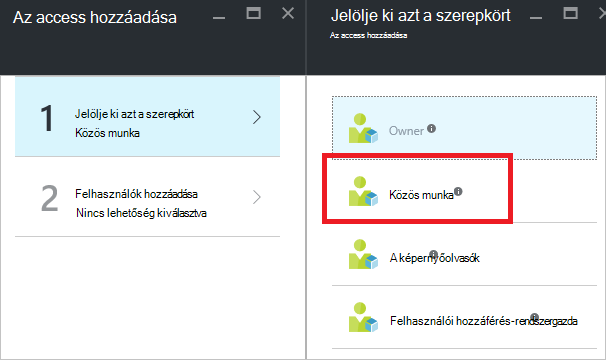 Az access hozzáadása
1
Jelölje ki azt a szerepkört
Közös munka
2
Felhasználók hozzáadása
Nincs lehetőség kiválasztva
Jelölje ki azt a szerepkört
Az access hozzáadása
Owner
Közös munka
A képernyőolvasók
Felhasználói hozzáférés-rendszergazda